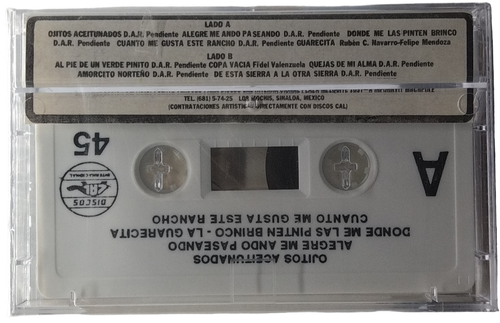 LADO A
OJITOS ACEITUNADOS D.A.R. Pendiente ALEGRE ME ANDO PASEANDO D.A.R. Pendiente DONDE ME LAS PINTEN BRINCO
D.A.R. Pendiente CUANTO ME GUSTA ESTE RANCHO D.A.R. Pendiente GUARECITA Rubén C. Navarro-Felipe Mendoza
LADO B
AL PIE DE UN VERDE PINITO D.A.R. Pendiente COPA VACIA Fidel Valenzuela QUEJAS DE MI ALMA D.A.R. Pendiente
AMORCITO NORTEÑO D.A.R. Pendiente DE ESTA SIERRA A LA OTRA SIERRA D.A.R. Pendiente
TEL. (681) 5-74-25 LOS MOCHIS, SINALOA, MEXICO
(CONTRATACIONES ARTISTICAS DIRECTAMENTE CON DISCOS CAL)
A
45
CAL
INTERNACIONAL
DISCOS
OJITOS ACEITUNADOS
ALEGRE ME ANDO PASEANDO
DONDE ME LAS PINTEN BRINCO - LA GUARECITA
CUANTO ME GUSTA ESTE RANCHO